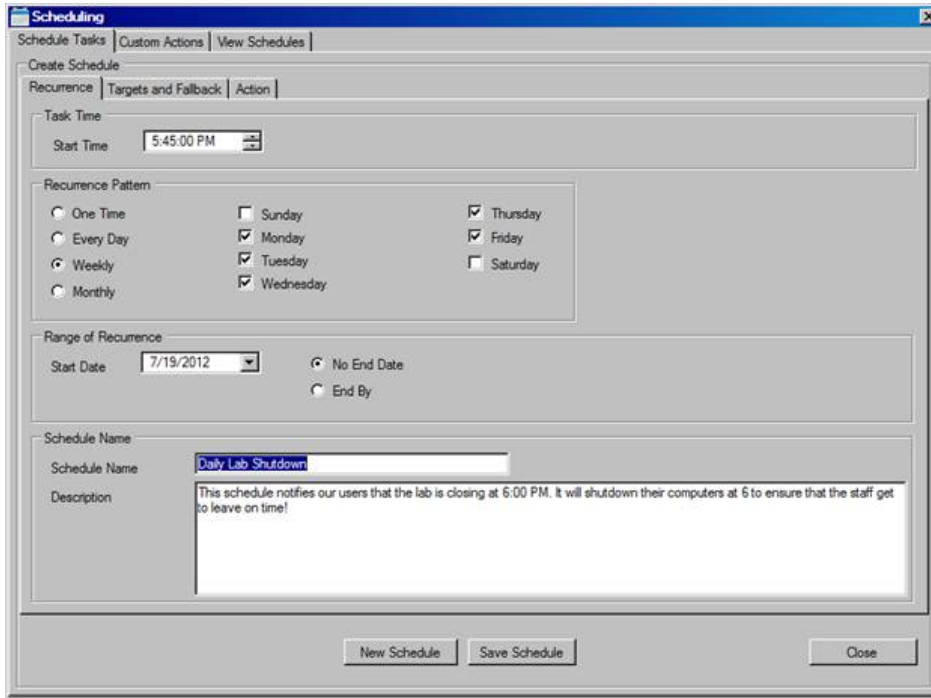 Scheduling
Schedule Tasks Custom Actions View Schedules
Create Schedule
Recurrence Targets and Fallback Action
Task Time
Start Time 5:45:00 PM
Recurrence Pattern
One Time Sunday Thursday
Every Day Monday Friday
Weekly Tuesday Saturday
Monthly Wednesday
Range of Recurrence
Start Date 7/19/2012 No End Date
End By
Schedule Name
Schedule Name Daily Lab Shutdown
Description This schedule notifies our users that the lab is closing at 6:00 PM. It will shutdown their computers at 6 to ensure that the staff get
to leave on time!
New Schedule Save Schedule Close